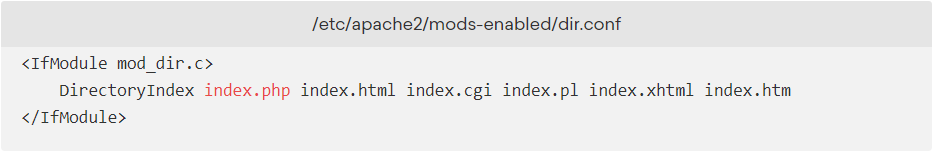 /etc/apache2/mods-enabled/dir.conf
<IfModule mod_dir.c>
    DirectoryIndex index.php index.html index.cgi index.pl index.xhtml index.htm
</IfModule>